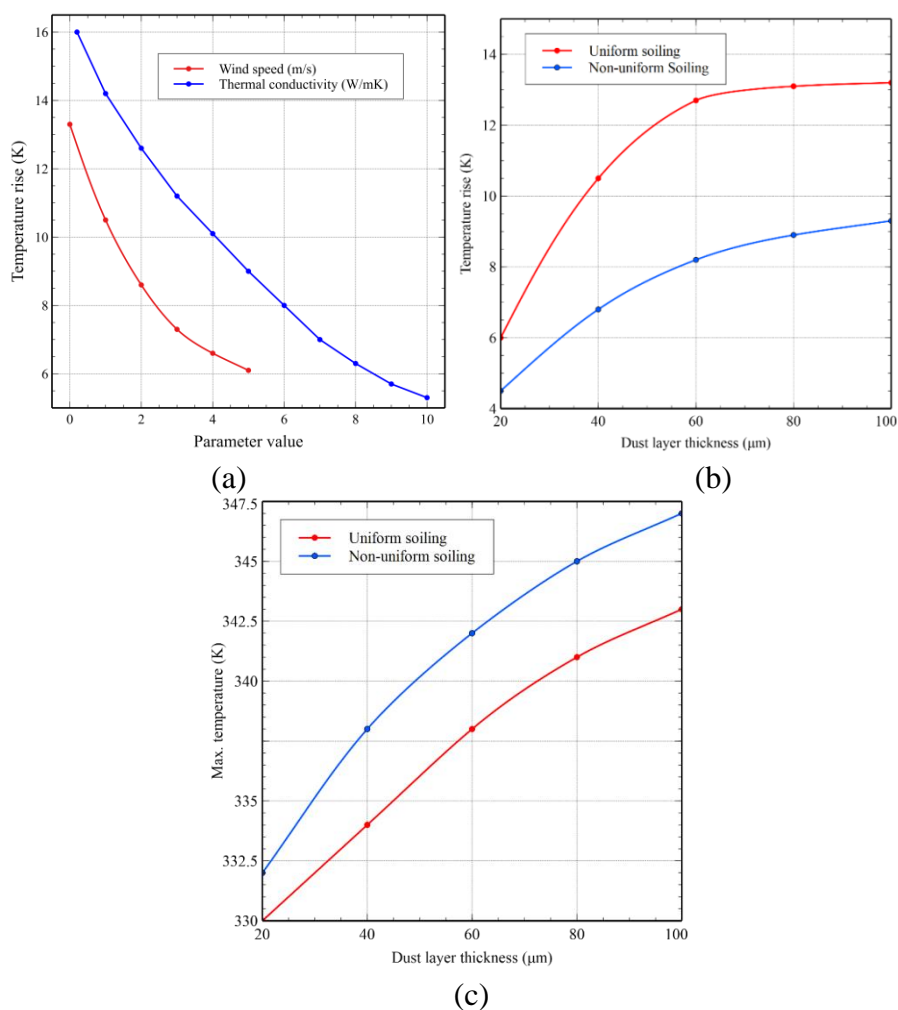 16
14
12
10
8
6
Temperature rise (K)
Wind speed (m/s)
Thermal conductivity (W/mK)
0
2
4
6
8
10
Parameter value
(a)
14
12
10
8
6
4
Temperature rise (K)
Uniform soiling
Non-uniform Soiling
20
40
60
80
100
Dust layer thickness (μm)
(b)
347.5
345
342.5
340
335
332.5
330
Max. temperature (K)
Uniform soiling
Non-uniform soiling
20
40
60
80
100
Dust layer thickness (μm)
(c)